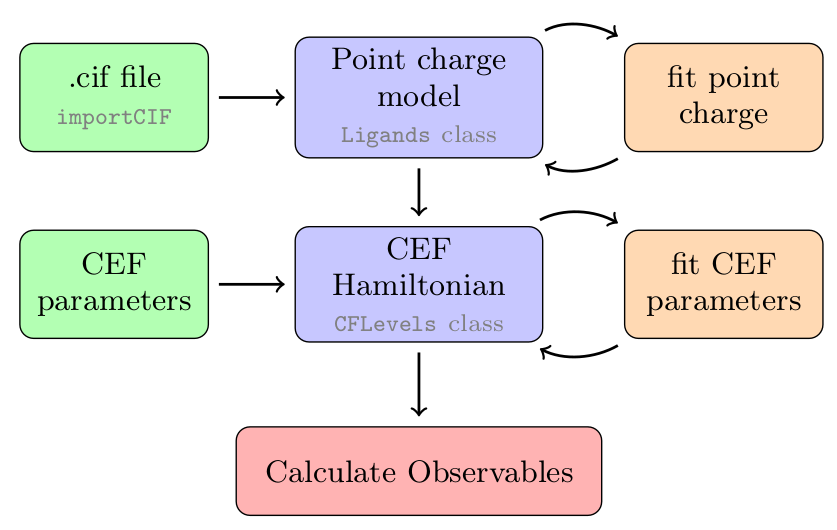 .cif file
importCIF
Point charge
model
Ligands class
fit point
charge
CEF
parameters
CEF
Hamiltonian
CFLevels class
fit CEF
parameters
Calculate Observables